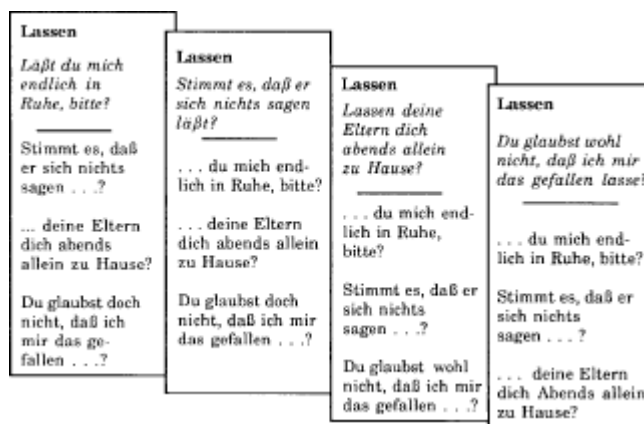 Lassen
Läßt du mich
endlich in
Ruhe, bitte?
Stimmt es, daß
er sich nichts
sagen . . .?
... deine Eltern
dich abends
allein zu Hause?
Du glaubst doch
nicht, daß ich
mir das ge-
fallen . . .?
Lassen
Stimmt es, daß er
sich nichts sagen
läßt?
. . . du mich end-
lich in Ruhe, bitte?
. . . deine Eltern
dich abends allein
zu Hause?
Du glaubst doch
nicht, daß ich mir
das gefallen . . .?
Lassen
Lassen deine
Eltern dich
abends allein
zu Hause?
. . . du mich end-
lich in Ruhe,
bitte?
Stimmt es, daß er
sich nichts
sagen . . .?
Du glaubst wohl
nicht, daß ich mir
das gefallen . . .?
Lassen
Du glaubst wohl
nicht, daß ich mir
das gefallen lasse?
. . . du mich end-
lich in Ruhe, bitte?
Stimmt es, daß er
sich nichts
sagen . . . ?
. . . deine Eltern
dich Abends allein
zu Hause?